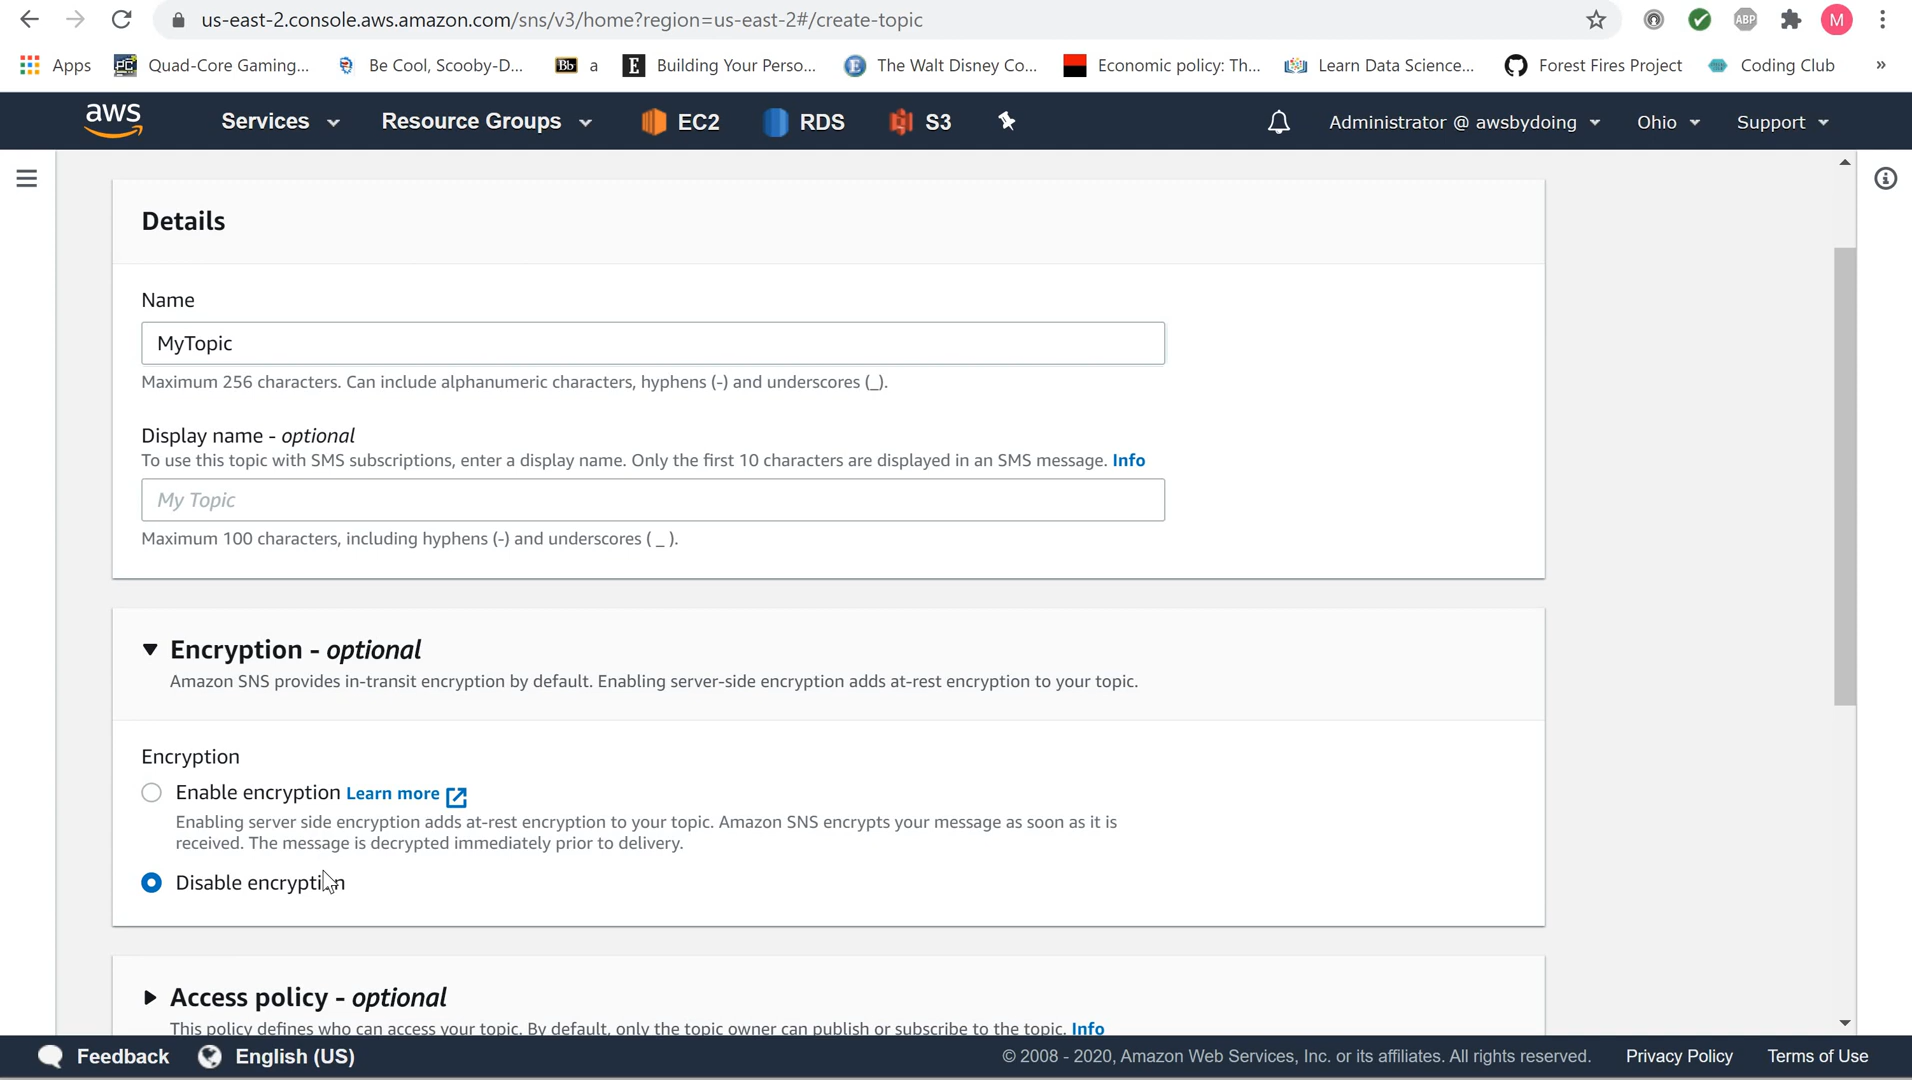 us-east-2.console.aws.amazon.com/sns/v3/home?region=us-east-2#/create-topic
ABP
M
Apps
PC
Quad-Core Gaming...
Be Cool, Scooby-D...
Bb
a
E
Building Your Perso...
E
The Walt Disney Co...
Economic policy: Th...
Learn Data Science...
Forest Fires Project
Coding Club
»
aws
Services
Resource Groups
EC2
RDS
S3
Administrator @ awsbydoing
Ohio
Support
Details
Name
MyTopic
Maximum 256 characters. Can include alphanumeric characters, hyphens (-) and underscores (_).
Display name - optional
To use this topic with SMS subscriptions, enter a display name. Only the first 10 characters are displayed in an SMS message. Info
My Topic
Maximum 100 characters, including hyphens (-) and underscores ( _ ).
Encryption - optional
Amazon SNS provides in-transit encryption by default. Enabling server-side encryption adds at-rest encryption to your topic.
Encryption
Enable encryption Learn more
Enabling server side encryption adds at-rest encryption to your topic. Amazon SNS encrypts your message as soon as it is
received. The message is decrypted immediately prior to delivery.
Disable encryption
Access policy - optional
This policy defines who can access your topic. By default, only the topic owner can publish or subscribe to the topic. Info
Feedback
English (US)
© 2008 - 2020, Amazon Web Services, Inc. or its affiliates. All rights reserved.
Privacy Policy
Terms of Use